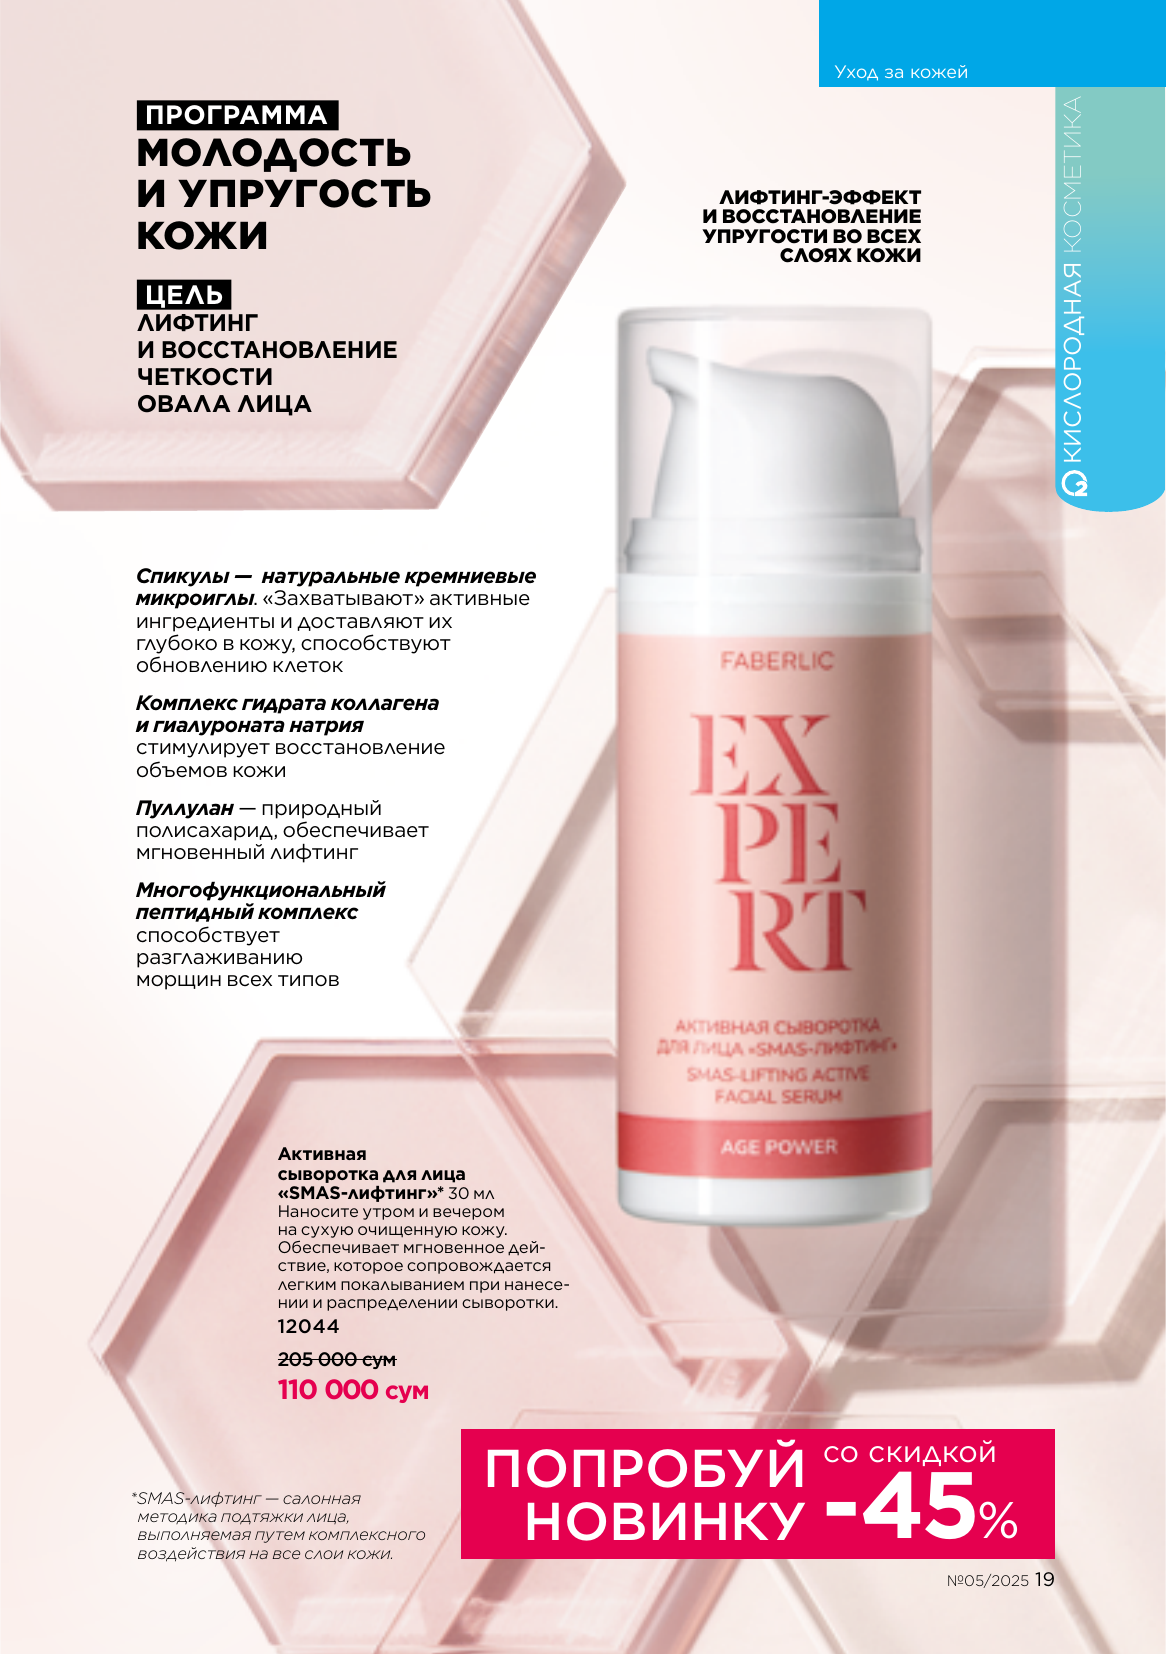 Уход за кожей
О2 КИСЛОРОДНАЯ КОСМЕТИКА
ПРОГРАММА
МОЛОДОСТЬ
И УПРУГОСТЬ
КОЖИ
ЦЕЛЬ
ЛИФТИНГ
И ВОССТАНОВЛЕНИЕ
ЧЕТКОСТИ
ОВАЛА ЛИЦА
ЛИФТИНГ-ЭФФЕКТ
И ВОССТАНОВЛЕНИЕ
УПРУГОСТИ ВО ВСЕХ
СЛОЯХ КОЖИ
Спикулы — натуральные кремниевые
микроиглы. «Захватывают» активные
ингредиенты и доставляют их
глубоко в кожу, способствуют
обновлению клеток
Комплекс гидрата коллагена
и гиалуроната натрия
стимулирует восстановление
объемов кожи
Пуллулан — природный
полисахарид, обеспечивает
мгновенный лифтинг
Многофункциональный
пептидный комплекс
способствует
разглаживанию
морщин всех типов
FABERLIC
EX
PE
RT
АКТИВНАЯ СЫВОРОТКА
ДЛЯ ЛИЦА «SMAS-ЛИФТИНГ»
SMAS-LIFTING ACTIVE
FACIAL SERUM
AGE POWER
Активная
сыворотка для лица
«SMAS-лифтинг»* 30 мл
Наносите утром и вечером
на сухую очищенную кожу.
Обеспечивает мгновенное дей-
ствие, которое сопровождается
легким покалыванием при нанесе-
нии и распределении сыворотки.
12044
205 000 сум
110 000 сум
ПОПРОБУЙ
НОВИНКУ
СО СКИДКОЙ
-45%
*SMAS-лифтинг — салонная
методика подтяжки лица,
выполняемая путем комплексного
воздействия на все слои кожи.
№05/2025 19